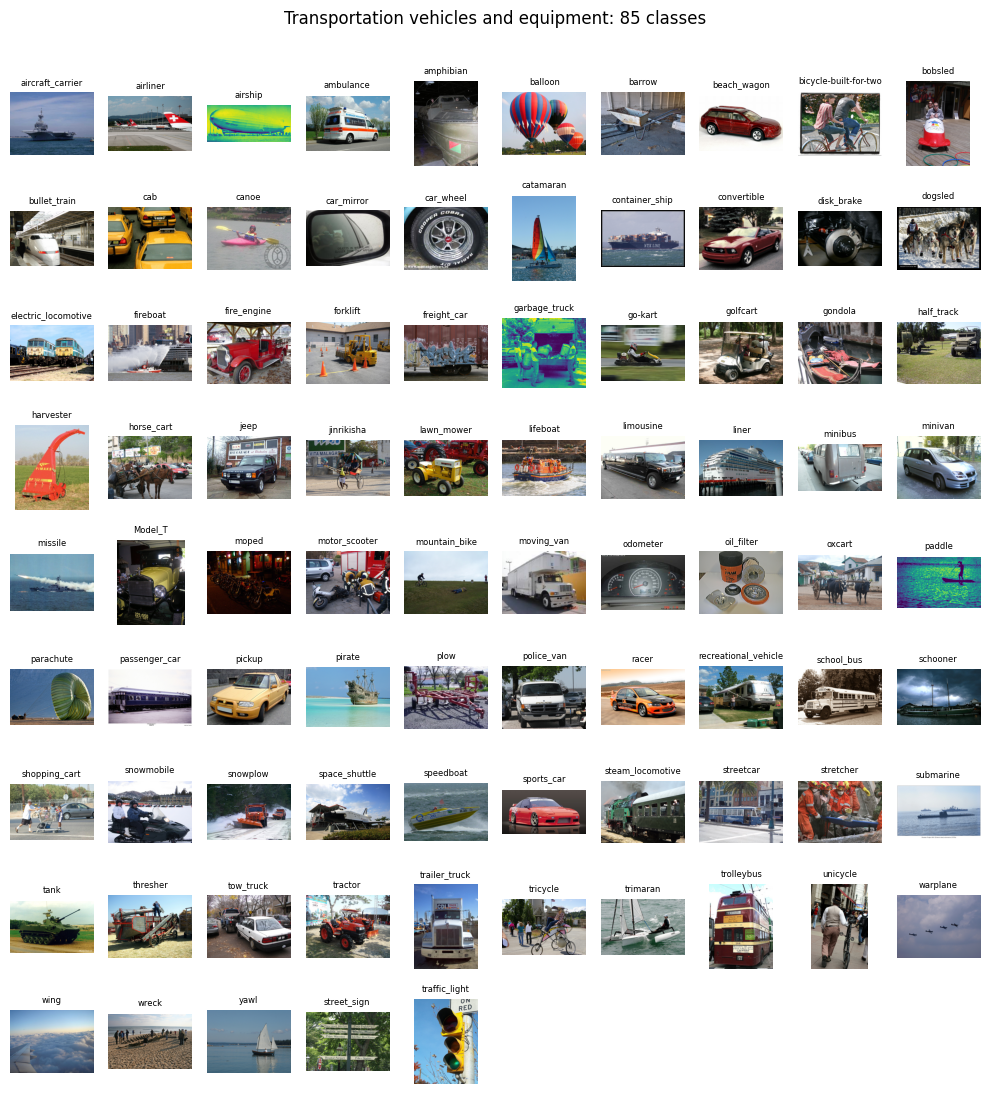 Transportation vehicles and equipment: 85 classes
aircraft_carrier airliner airship ambulance amphibian balloon barrow beach_wagon bicycle-built-for-two bobsled
bullet_train cab canoe car_mirror car_wheel catamaran container_ship convertible disk_brake dogsled
COOPER COBRA
RADIAL G/T
electric_locomotive fireboat fire_engine forklift freight_car garbage_truck go-kart golfcart gondola half_track
harvester horse_cart jeep jinrikisha lawn_mower lifeboat limousine liner minibus minivan
missile Model_T moped motor_scooter mountain_bike moving_van odometer oil_filter oxcart paddle
parachute passenger_car pickup pirate plow police_van racer recreational_vehicle school_bus schooner
shopping_cart snowmobile snowplow space_shuttle speedboat sports_car steam_locomotive streetcar stretcher submarine
tank thresher tow_truck tractor trailer_truck tricycle trimaran trolleybus unicycle warplane
wing wreck yawl street_sign traffic_light
ON
RED